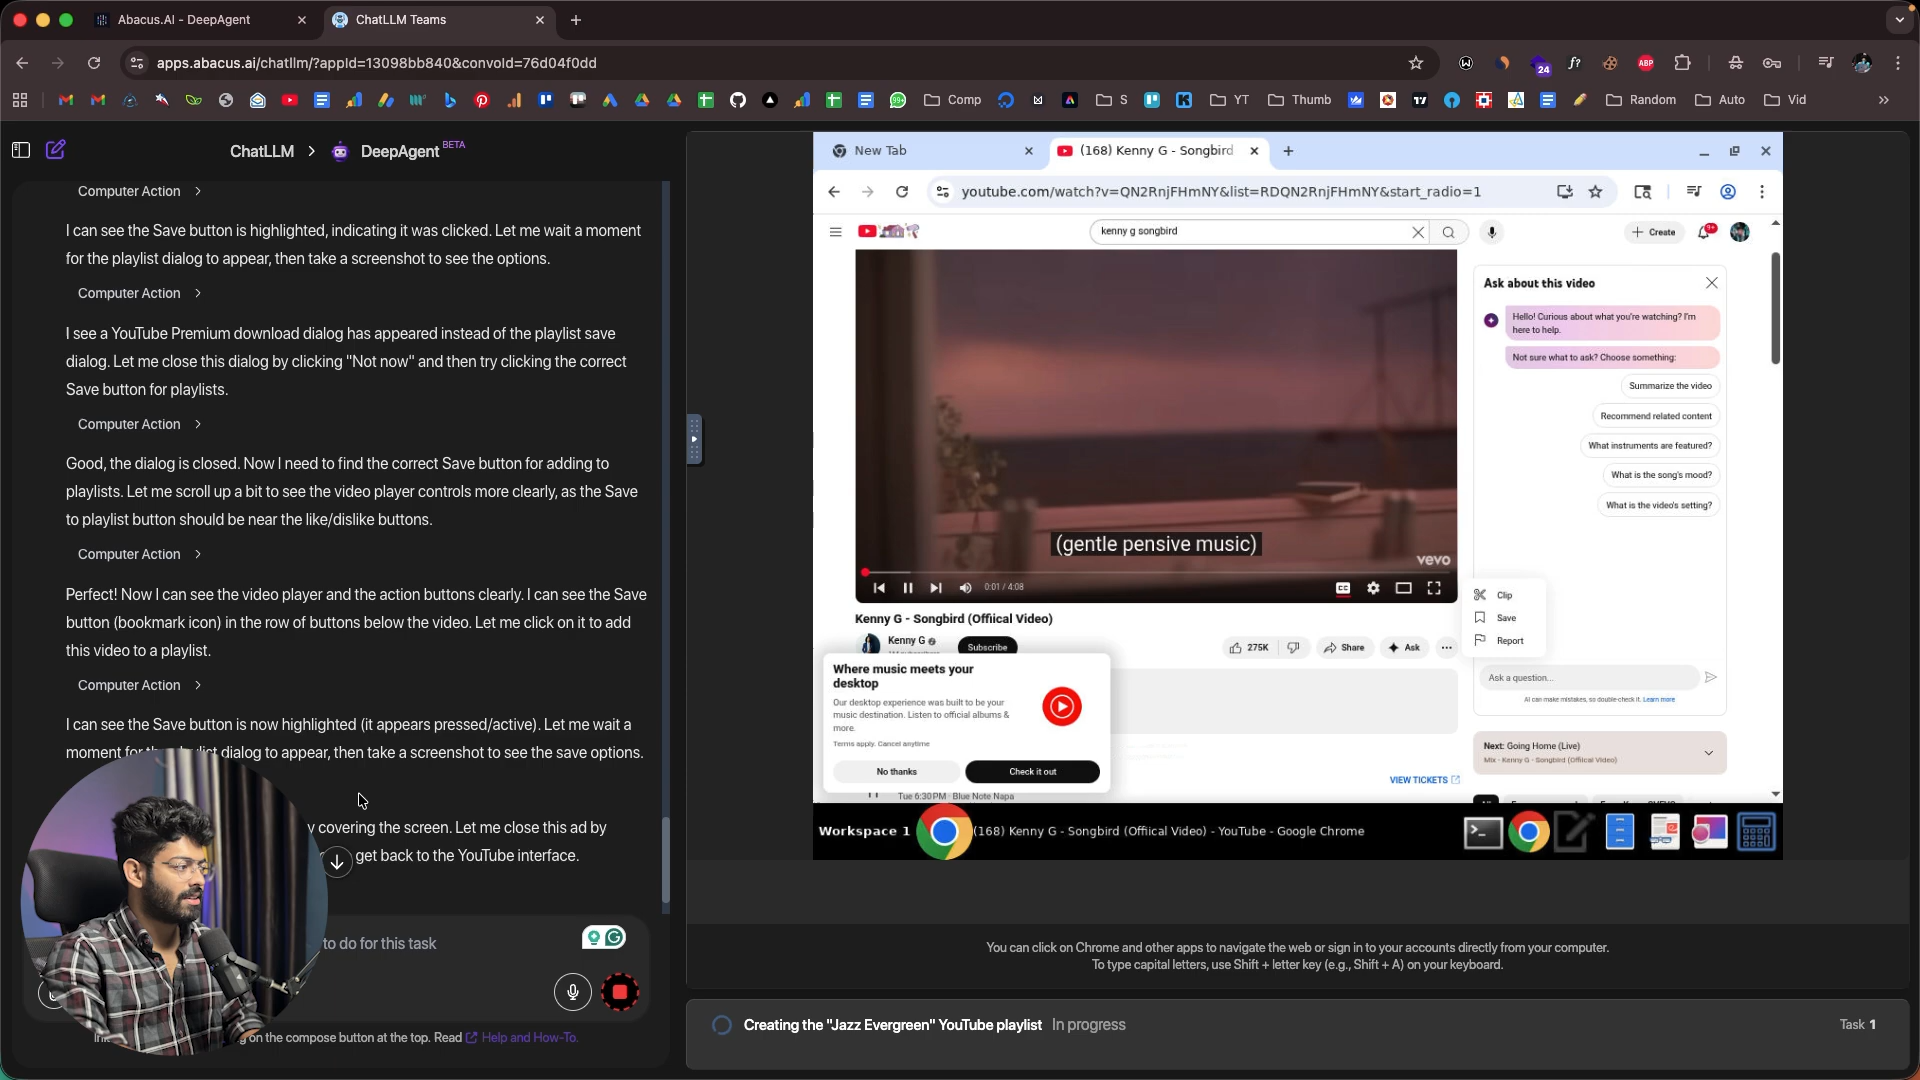 Abacus.AI - DeepAgent
ChatLLM Teams
apps.abacus.ai/chatllm/?appId=13098bb840&convoId=76d04f0dd
24
f?
ABP
Comp
S
YT
Thumb
Random
Auto
Vid
ChatLLM > DeepAgent BETA
Computer Action
I can see the Save button is highlighted, indicating it was clicked. Let me wait a moment
for the playlist dialog to appear, then take a screenshot to see the options.
Computer Action
I see a YouTube Premium download dialog has appeared instead of the playlist save
dialog. Let me close this dialog by clicking "Not now" and then try clicking the correct
Save button for playlists.
Computer Action
Good, the dialog is closed. Now I need to find the correct Save button for adding to
playlists. Let me scroll up a bit to see the video player controls more clearly, as the Save
to playlist button should be near the like/dislike buttons.
Computer Action
Perfect! Now I can see the video player and the action buttons clearly. I can see the Save
button (bookmark icon) in the row of buttons below the video. Let me click on it to add
this video to a playlist.
Computer Action
I can see the Save button is now highlighted (it appears pressed/active). Let me wait a
moment for dialog to appear, then take a screenshot to see the save options.
covering the screen. Let me close this ad by
get back to the YouTube interface.
to do for this task
on the compose button at the top. Read Help and How-To.
New Tab
(168) Kenny G - Songbird
youtube.com/watch?v=QN2RnjFHmNY&list=RDQN2RnjFHmNY&start_radio=1
kenny g songbird
Create
9+
(gentle pensive music)
vevo
0:01 / 4:08
CC
Kenny G - Songbird (Offiical Video)
Kenny G
Subscribe
275K
Share
Ask
Where music meets your
desktop
Our desktop experience was built to be your
music destination. Listen to official albums &
more.
Terms apply. Cancel anytime
No thanks
Check it out
Tue 6:30PM · Blue Note Napa
VIEW TICKETS
Ask about this video
Hello! Curious about what you're watching? I'm
here to help.
Not sure what to ask? Choose something:
Summarize the video
Recommend related content
What instruments are featured?
What is the song's mood?
What is the video's setting?
Clip
Save
Report
Ask a question...
AI can make mistakes, so double-check it. Learn more
Next: Going Home (Live)
Mix - Kenny G - Songbird (Offiical Video)
Workspace 1
(168) Kenny G - Songbird (Offiical Video) - YouTube - Google Chrome
You can click on Chrome and other apps to navigate the web or sign in to your accounts directly from your computer.
To type capital letters, use Shift + letter key (e.g., Shift + A) on your keyboard.
Creating the "Jazz Evergreen" YouTube playlist In progress
Task 1